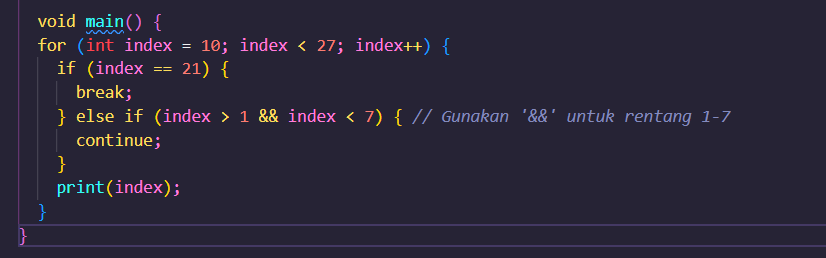 void main() {
for (int index = 10; index < 27; index++) {
if (index == 21) {
break;
} else if (index > 1 && index < 7) { // Gunakan '&&' untuk rentang 1-7
continue;
}
print(index);
}
}